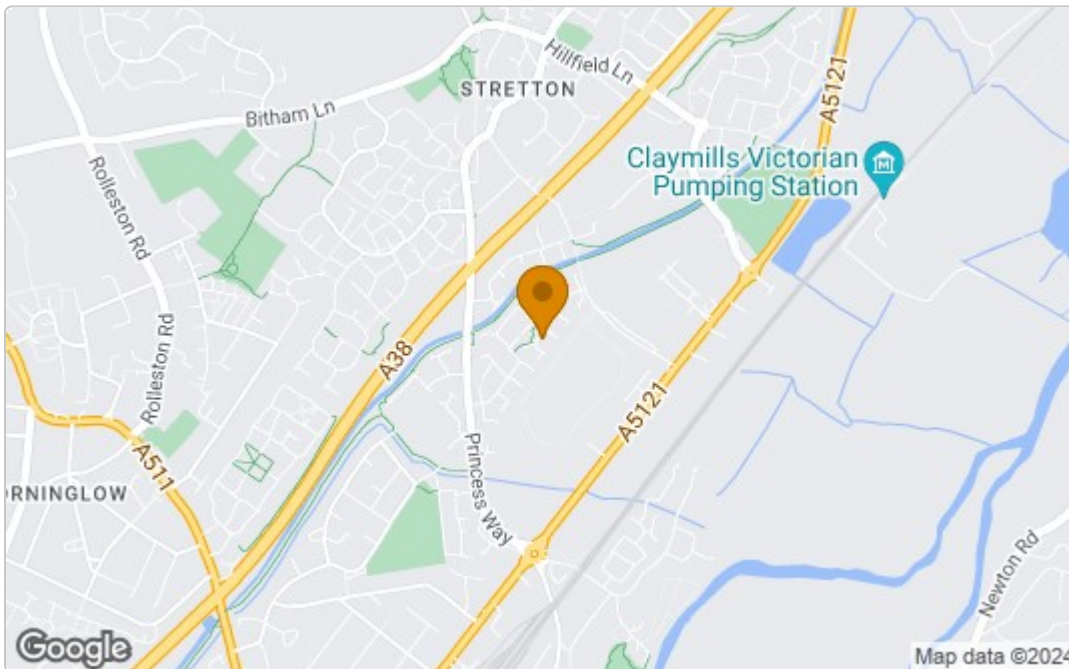 Hillfield Ln
STRETTON
A5121
Bitham Ln
Claymills Victorian
Pumping Station
M
Rolleston Rd
A38
Rolleston Rd
A5121
A511
Princess Way
ORNINGLOW
Newton Rd
Google
Map data ©2024